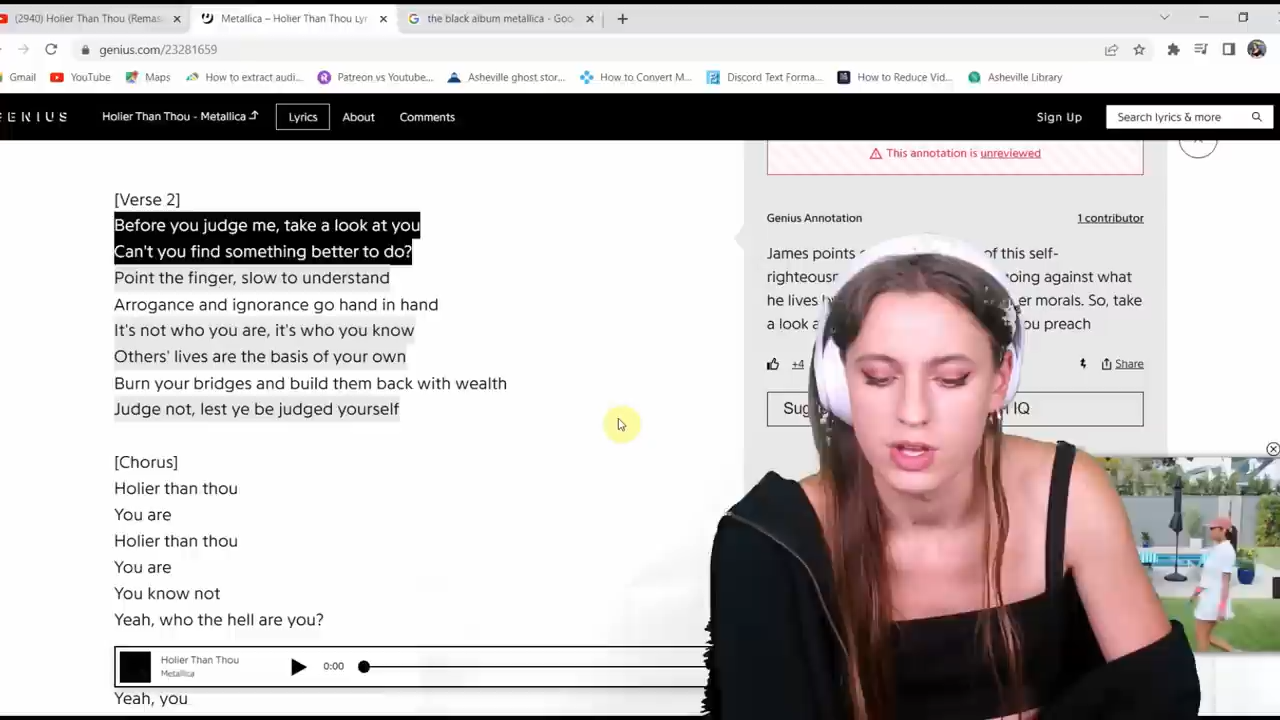 (2940) Holier Than Thou (Remas
Metallica – Holier Than Thou Lyr
the black album metallica - Goo
genius.com/23281659
Gmail
YouTube
Maps
How to extract audi...
Patreon vs Youtube...
Asheville ghost stor...
How to Convert M...
Discord Text Forma...
How to Reduce Vid...
Asheville Library
ENIUS
Holier Than Thou - Metallica
Lyrics
About
Comments
Sign Up
Search lyrics & more
[Verse 2]
Before you judge me, take a look at you
Can't you find something better to do?
Point the finger, slow to understand
Arrogance and ignorance go hand in hand
It's not who you are, it's who you know
Others' lives are the basis of your own
Burn your bridges and build them back with wealth
Judge not, lest ye be judged yourself
[Chorus]
Holier than thou
You are
Holier than thou
You are
You know not
Yeah, who the hell are you?
Holier Than Thou
Metallica
0:00
Yeah, you
This annotation is unreviewed
Genius Annotation
1 contributor
James points of this self-
going against what
he lives er morals. So, take
a look you preach
+4
Share
IQ